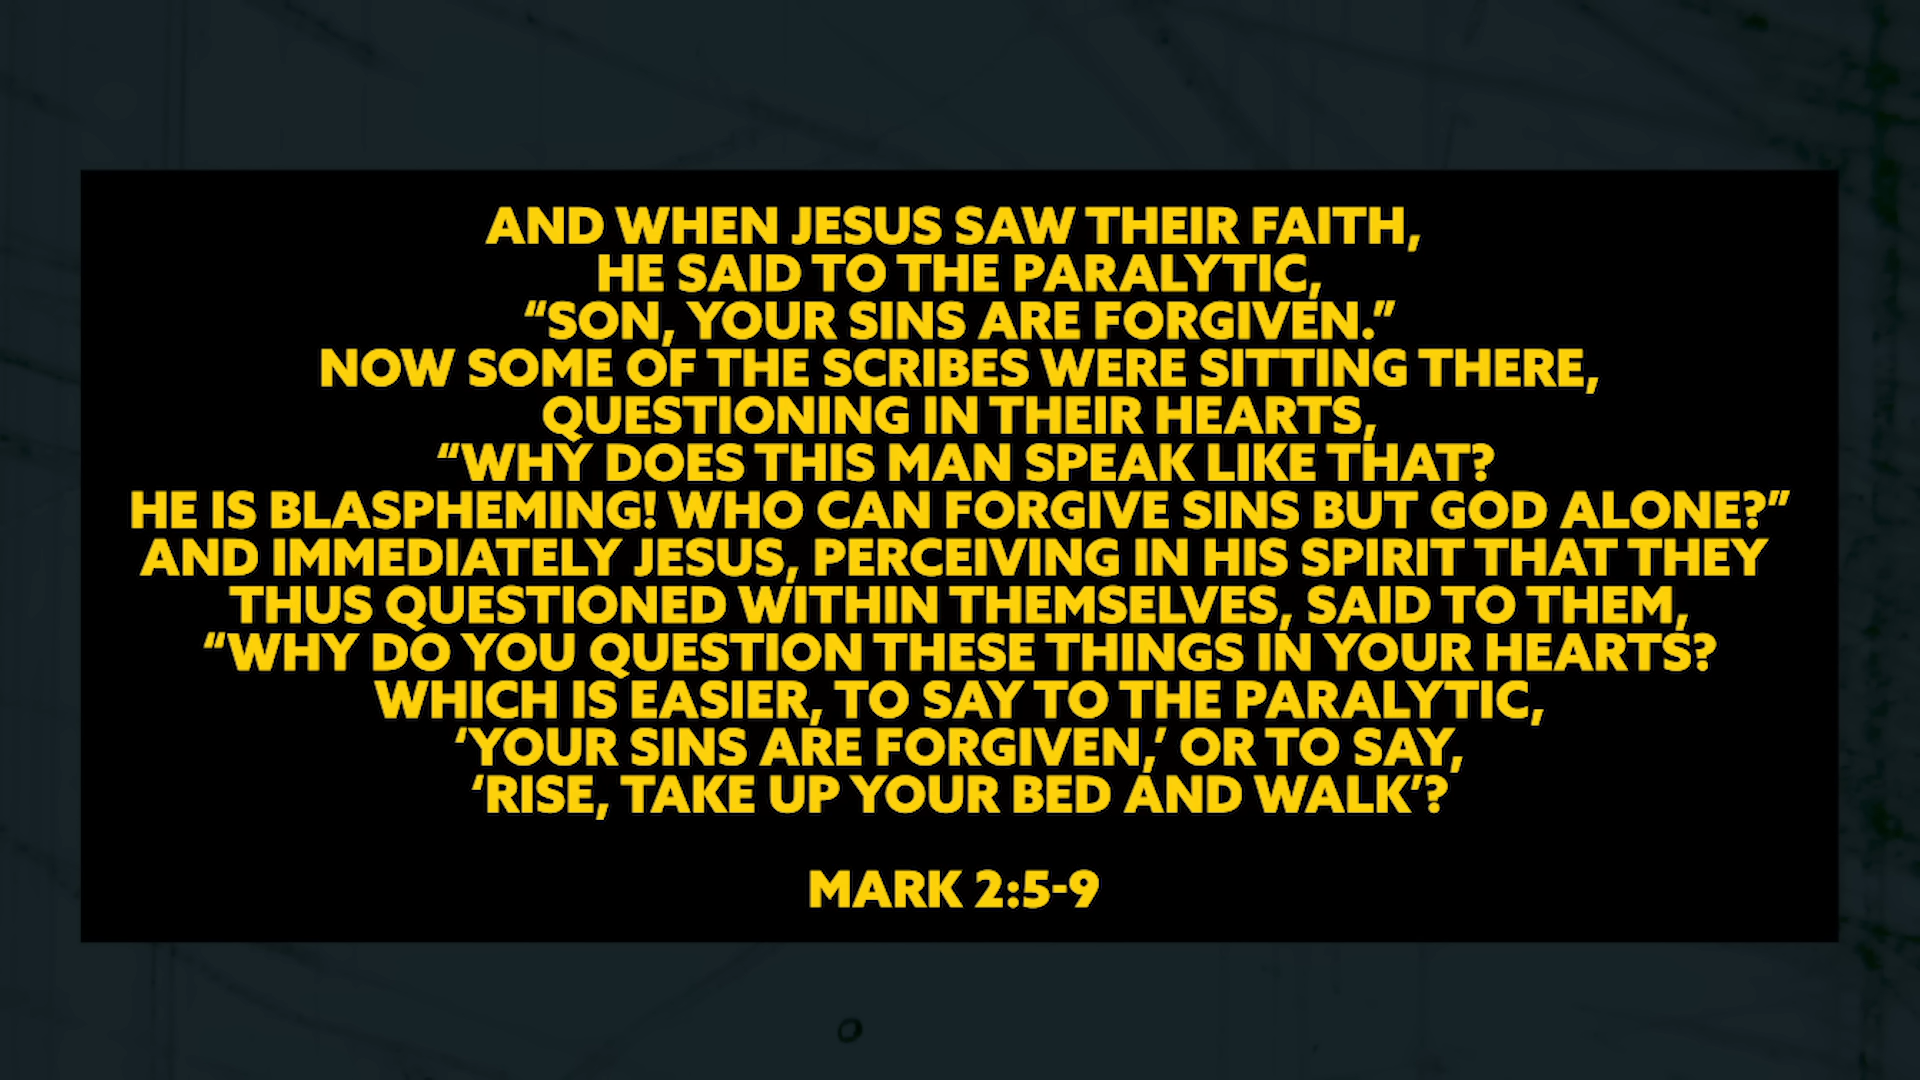 AND WHEN JESUS SAW THEIR FAITH,
HE SAID TO THE PARALYTIC,
“SON, YOUR SINS ARE FORGIVEN.”
NOW SOME OF THE SCRIBES WERE SITTING THERE,
QUESTIONING IN THEIR HEARTS,
“WHY DOES THIS MAN SPEAK LIKE THAT?
HE IS BLASPHEMING! WHO CAN FORGIVE SINS BUT GOD ALONE?”
AND IMMEDIATELY JESUS, PERCEIVING IN HIS SPIRIT THAT THEY
THUS QUESTIONED WITHIN THEMSELVES, SAID TO THEM,
“WHY DO YOU QUESTION THESE THINGS IN YOUR HEARTS?
WHICH IS EASIER, TO SAY TO THE PARALYTIC,
‘YOUR SINS ARE FORGIVEN,’ OR TO SAY,
‘RISE, TAKE UP YOUR BED AND WALK’?
MARK 2:5-9